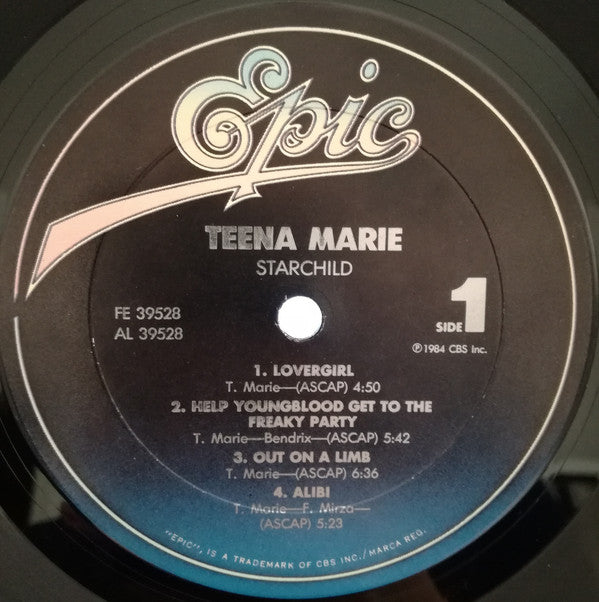 Epic
TEENA MARIE
STARCHILD
FE 39528
AL 39528
SIDE 1
℗1984 CBS Inc.
1. LOVERGIRL
T. Marie—(ASCAP) 4:50
2. HELP YOUNGBLOOD GET TO THE
FREAKY PARTY
T. Marie—Bendrix—(ASCAP) 5:42
3. OUT ON A LIMB
T. Marie—(ASCAP) 6:36
4. ALIBI
T. Marie—F. Mirza—
(ASCAP) 5:23
"EPIC", IS A TRADEMARK OF CBS INC./MARCA REG.